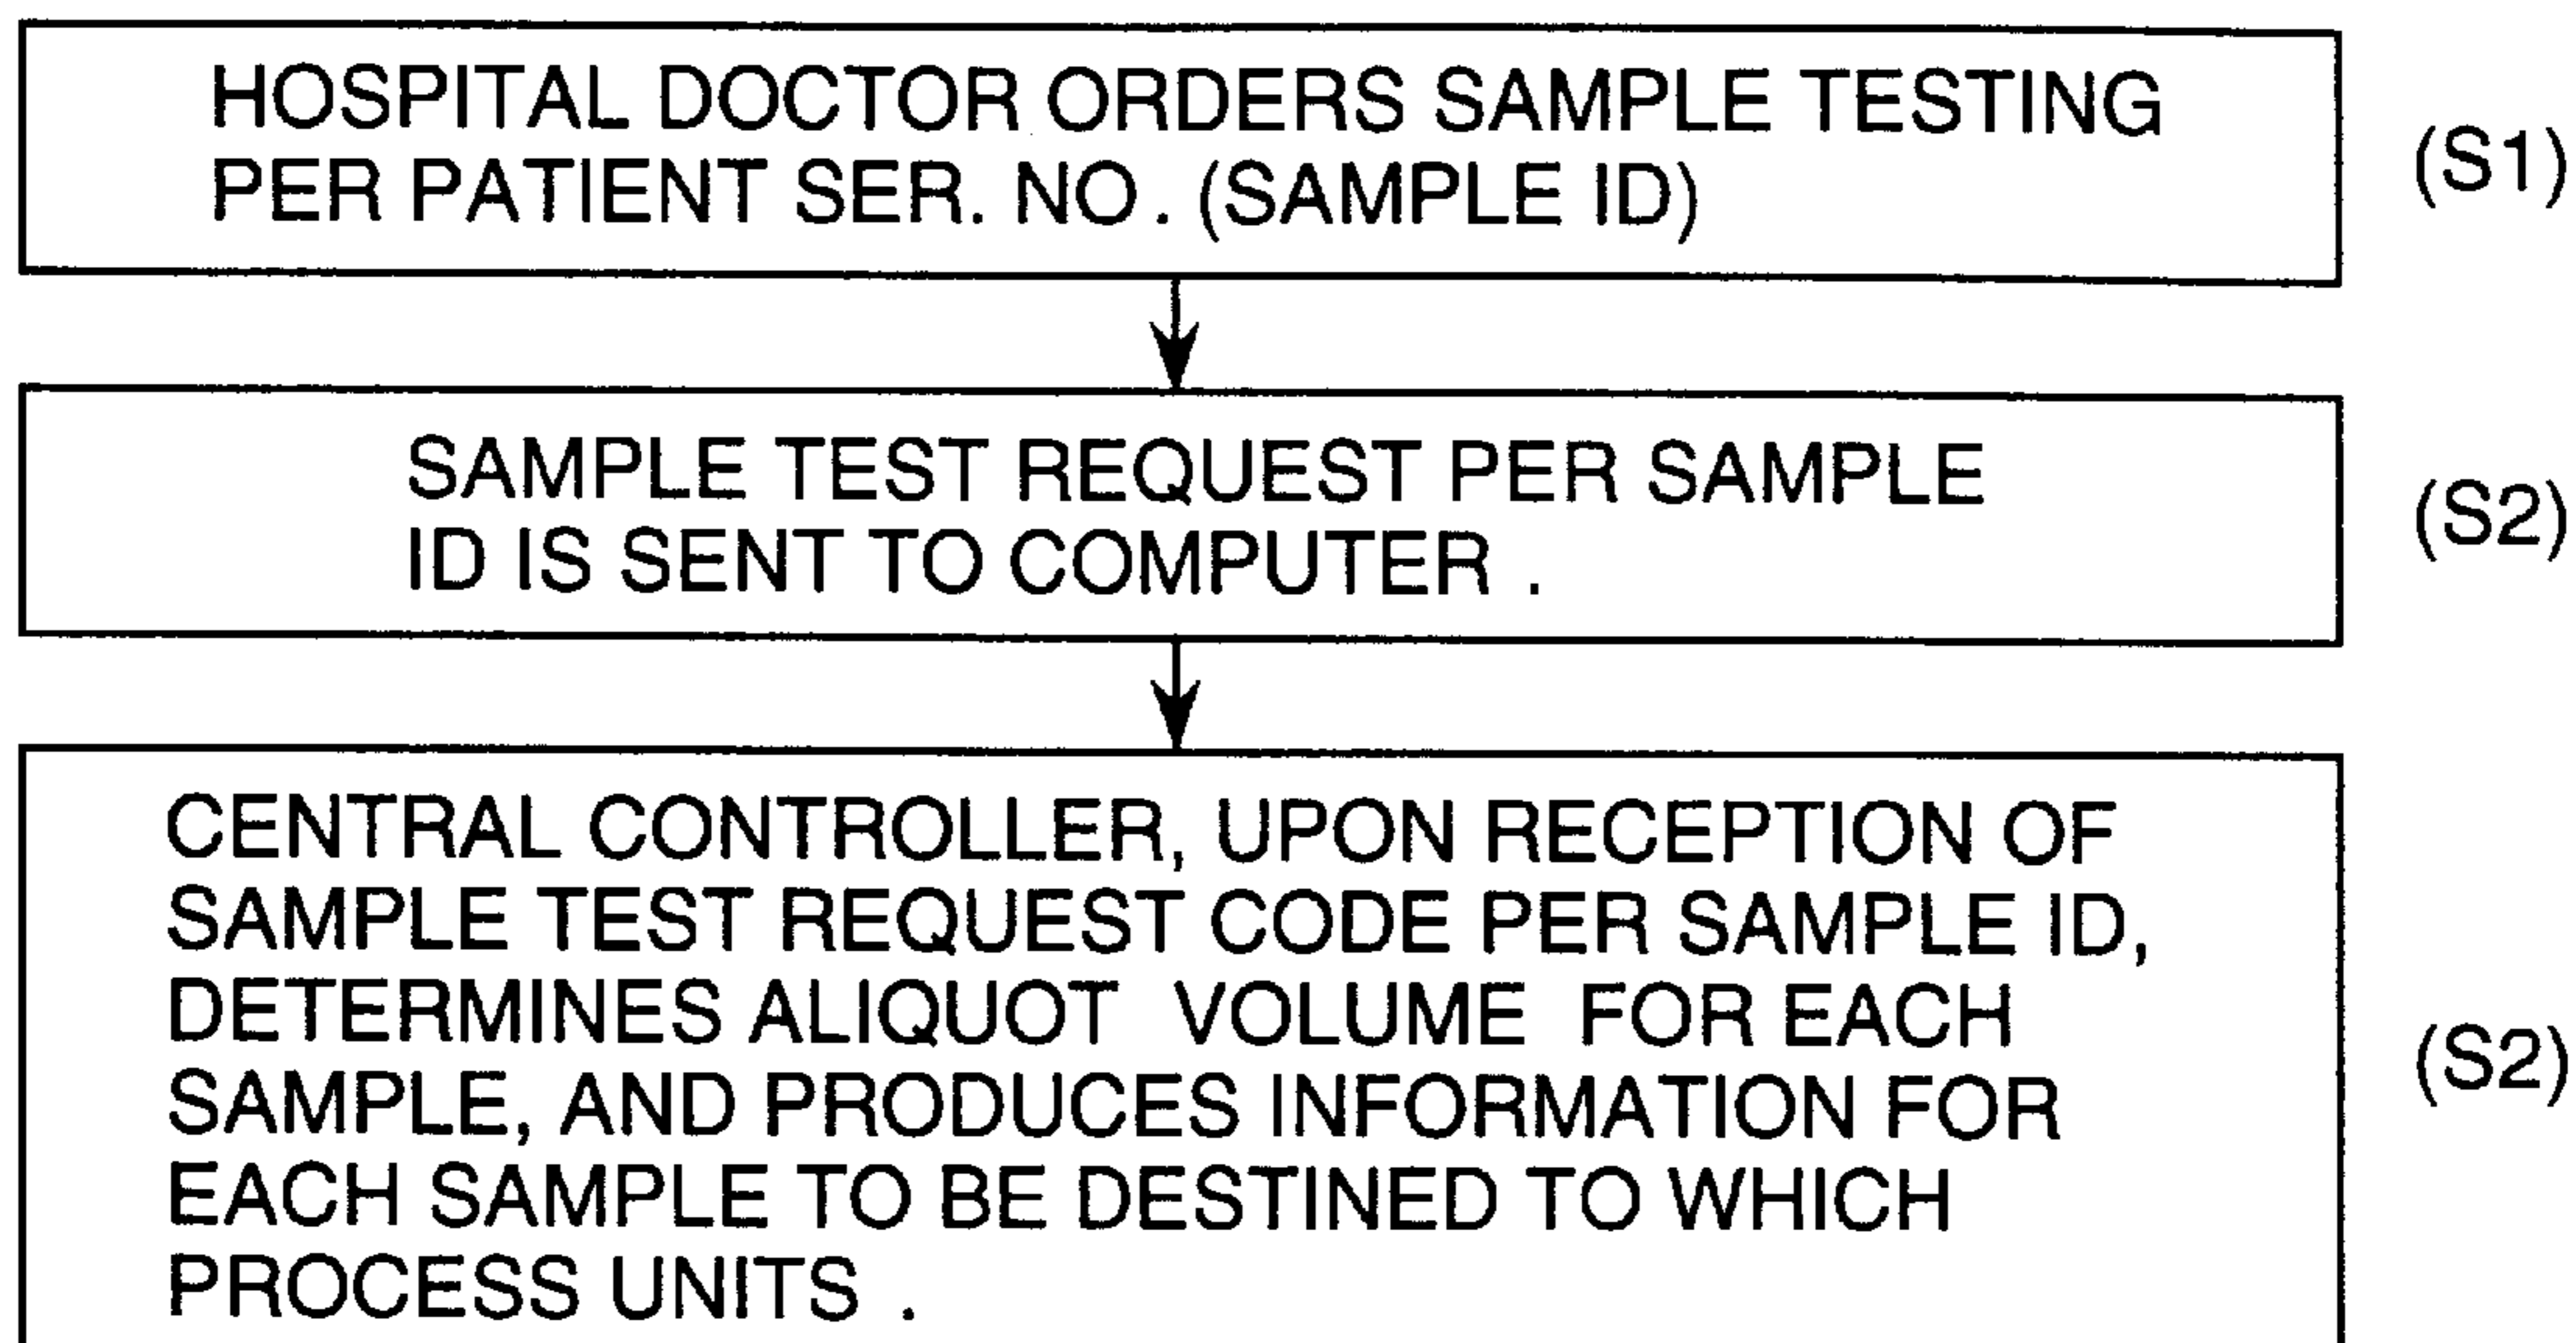 HOSPITAL DOCTOR ORDERS SAMPLE TESTING
PER PATIENT SER. NO. (SAMPLE ID)
(S1)
SAMPLE TEST REQUEST PER SAMPLE
ID IS SENT TO COMPUTER .
(S2)
CENTRAL CONTROLLER, UPON RECEPTION OF
SAMPLE TEST REQUEST CODE PER SAMPLE ID,
DETERMINES ALIQUOT VOLUME FOR EACH
SAMPLE, AND PRODUCES INFORMATION FOR
EACH SAMPLE TO BE DESTINED TO WHICH
PROCESS UNITS .
(S2)